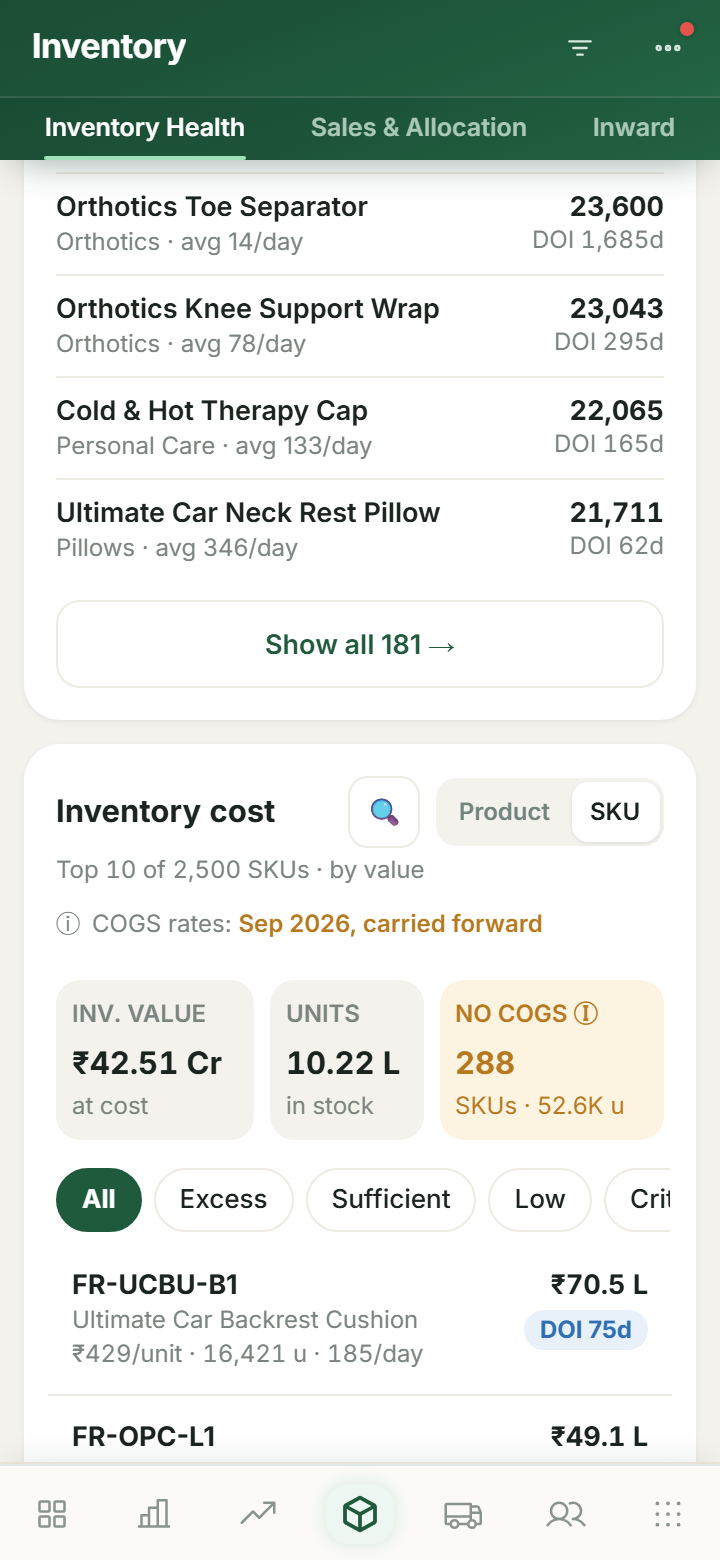 Inventory
Inventory Health
Sales & Allocation
Inward
Orthotics Toe Separator
23,600
Orthotics · avg 14/day
DOI 1,685d
Orthotics Knee Support Wrap
23,043
Orthotics · avg 78/day
DOI 295d
Cold & Hot Therapy Cap
22,065
Personal Care · avg 133/day
DOI 165d
Ultimate Car Neck Rest Pillow
21,711
Pillows · avg 346/day
DOI 62d
Show all 181 →
Inventory cost
Product
SKU
Top 10 of 2,500 SKUs · by value
ⓘ COGS rates: Sep 2026, carried forward
INV. VALUE
₹42.51 Cr
at cost
UNITS
10.22 L
in stock
NO COGS Ⓘ
288
SKUs · 52.6K u
All
Excess
Sufficient
Low
Crit
FR-UCBU-B1
₹70.5 L
Ultimate Car Backrest Cushion
DOI 75d
₹429/unit · 16,421 u · 185/day
FR-OPC-L1
₹49.1 L